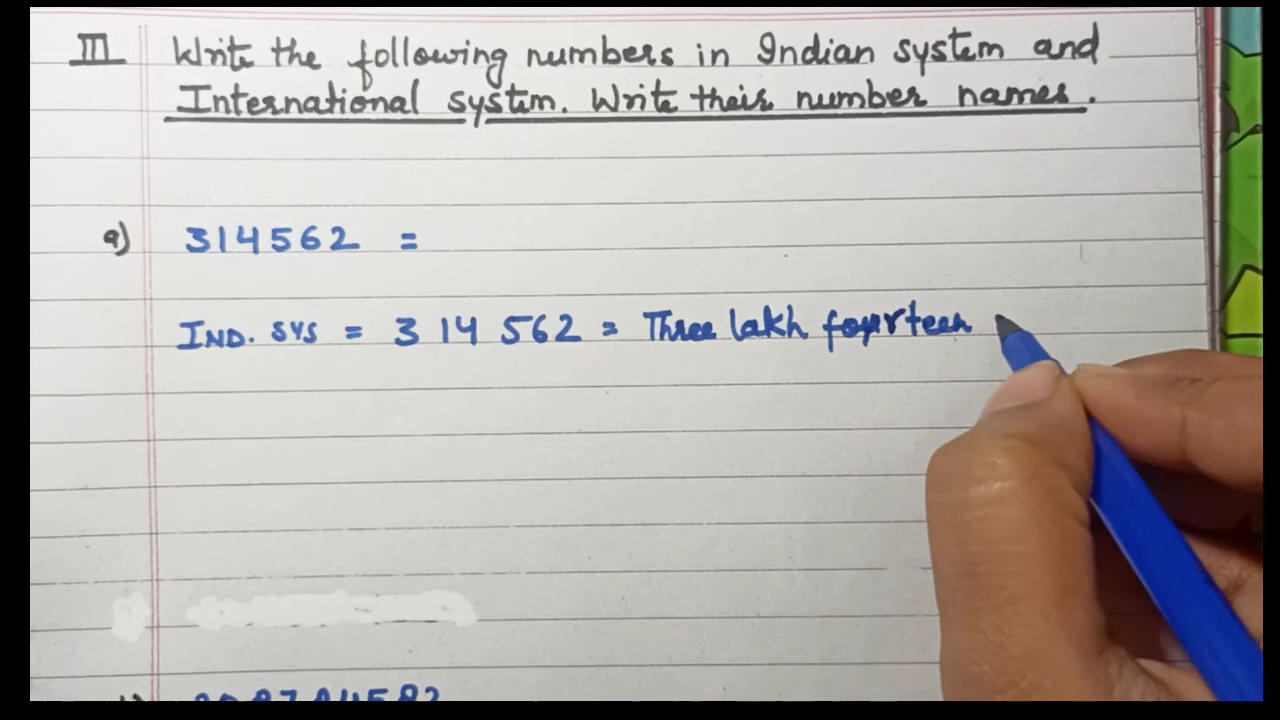 III Write the following numbers in Indian system and
International system. Write their number names.
a) 314562 =
IND. SYS = 3 14 562 = Three lakh fourteen